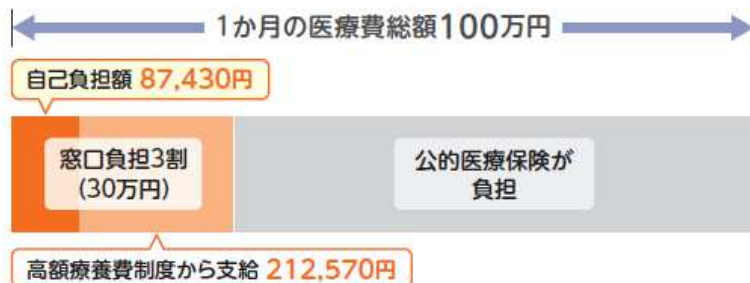 1か月の医療費総額100万円
自己負担額 87,430円
窓口負担3割
(30万円)
公的医療保険が
負担
高額療養費制度から支給 212,570円